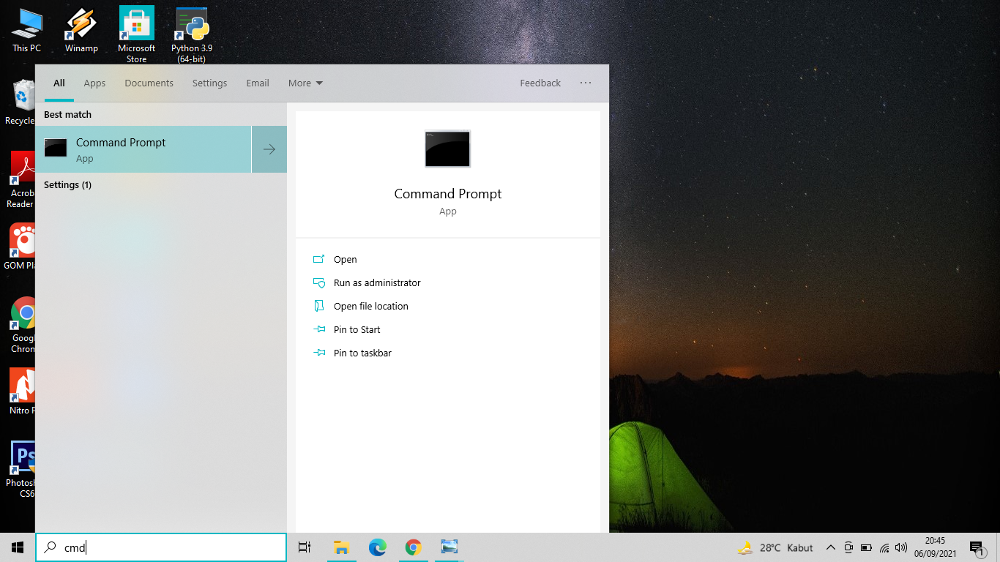 This PC
Winamp
Microsoft
Store
Python 3.9
(64-bit)
Recycle
Acrob
Reader
GOM Pla
Googl
Chrom
Nitro P
Ps
Photosh
CS6
All
Apps
Documents
Settings
Email
More
Feedback
Best match
Command Prompt
App
Settings (1)
Command Prompt
App
Open
Run as administrator
Open file location
Pin to Start
Pin to taskbar
cmd
28°C Kabut
20:45
06/09/2021
1